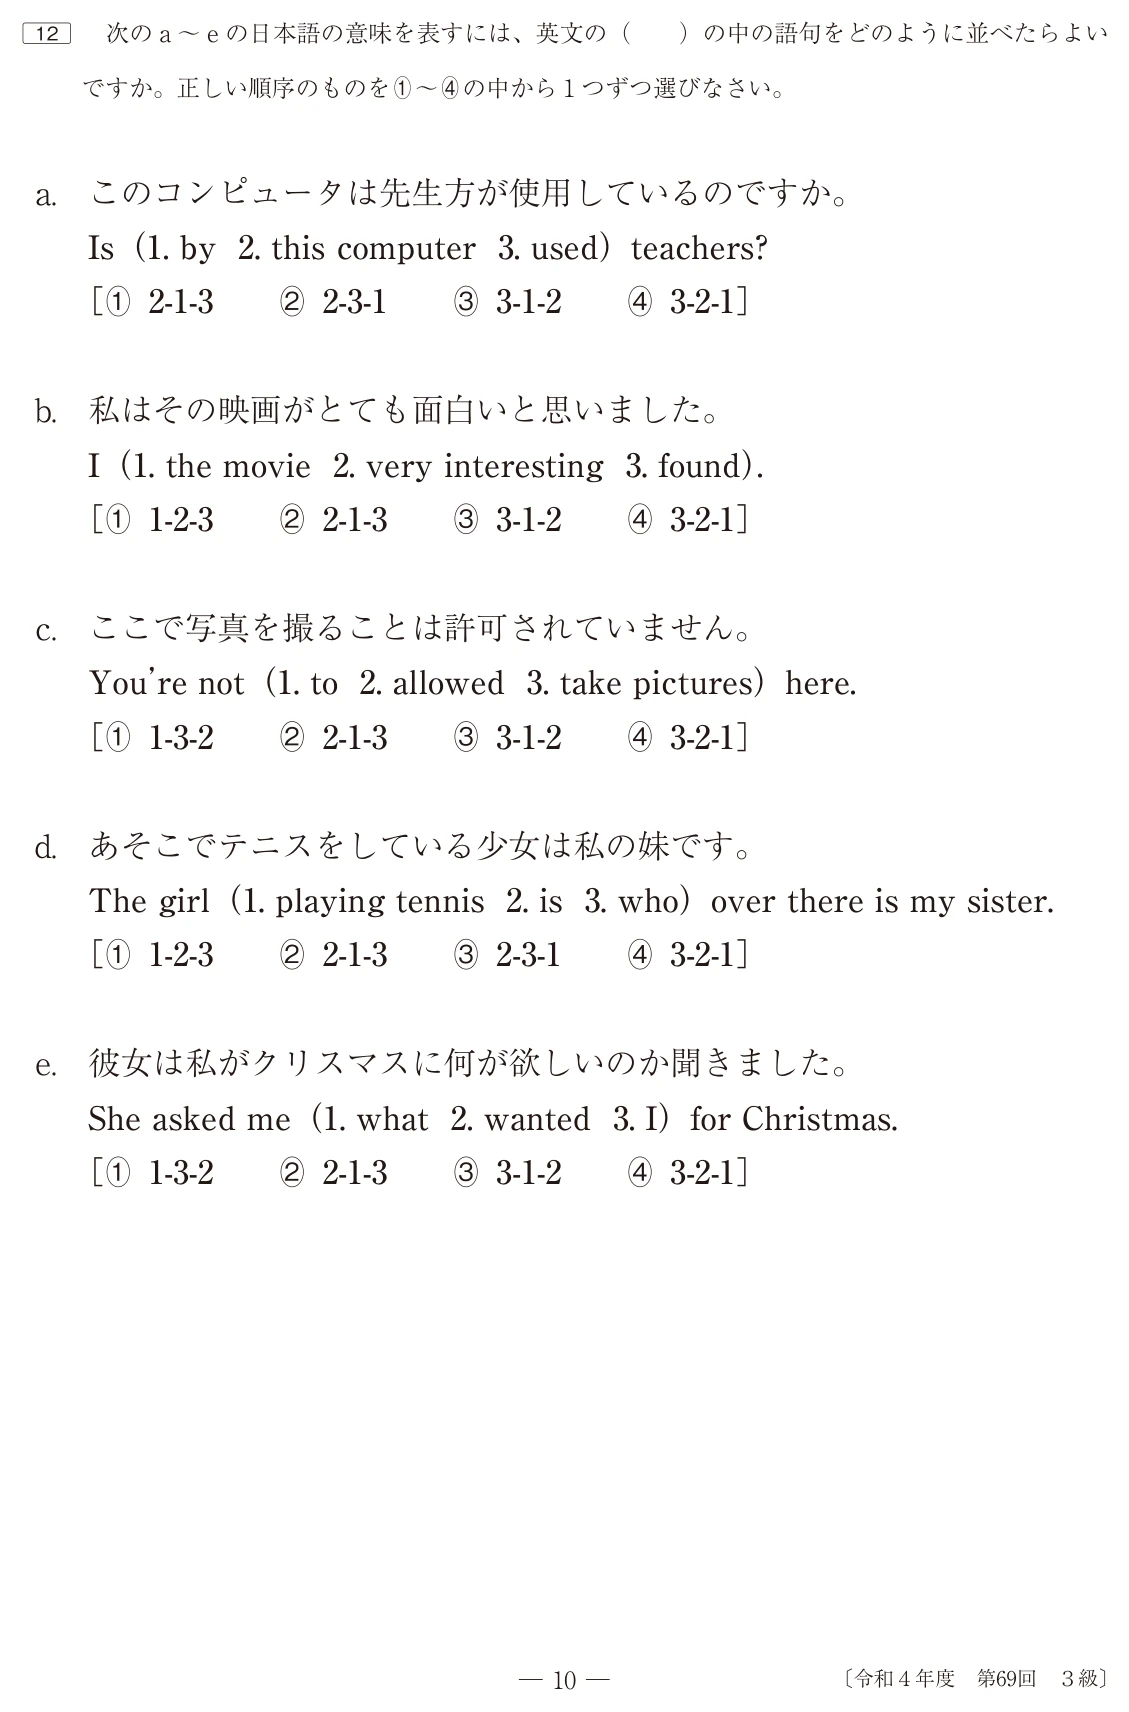 12 次のa～eの日本語の意味を表すには、英文の（　　）の中の語句をどのように並べたらよい
ですか。正しい順序のものを①～④の中から１つずつ選びなさい。
a. このコンピュータは先生方が使用しているのですか。
Is（1. by 2. this computer 3. used）teachers?
［① 2-1-3　② 2-3-1　③ 3-1-2　④ 3-2-1］
b. 私はその映画がとても面白いと思いました。
I（1. the movie 2. very interesting 3. found）.
［① 1-2-3　② 2-1-3　③ 3-1-2　④ 3-2-1］
c. ここで写真を撮ることは許可されていません。
You’re not（1. to 2. allowed 3. take pictures）here.
［① 1-3-2　② 2-1-3　③ 3-1-2　④ 3-2-1］
d. あそこでテニスをしている少女は私の妹です。
The girl（1. playing tennis 2. is 3. who）over there is my sister.
［① 1-2-3　② 2-1-3　③ 2-3-1　④ 3-2-1］
e. 彼女は私がクリスマスに何が欲しいのか聞きました。
She asked me（1. what 2. wanted 3. I）for Christmas.
［① 1-3-2　② 2-1-3　③ 3-1-2　④ 3-2-1］
— 10 —
〔令和４年度　第69回　３級〕